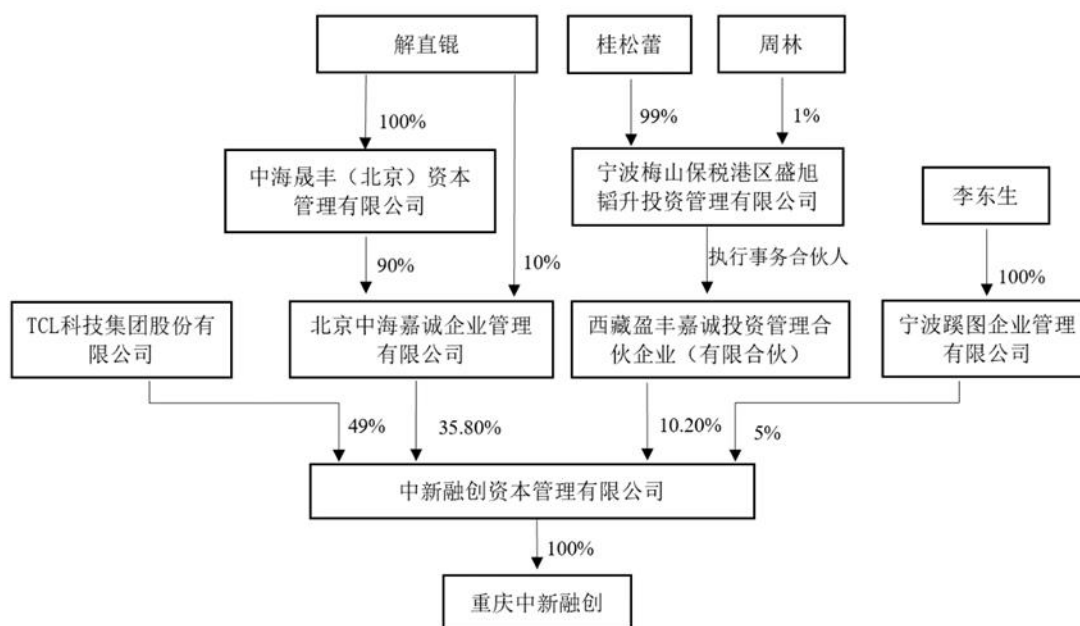 解直锟
桂松蕾
周林
100%
99%
1%
中海晟丰（北京）资本
管理有限公司
宁波梅山保税港区盛旭
韬升投资管理有限公司
李东生
90%
10%
执行事务合伙人
100%
TCL科技集团股份有
限公司
北京中海嘉诚企业管理
有限公司
西藏盈丰嘉诚投资管理合
伙企业（有限合伙）
宁波蹊图企业管理
有限公司
49%
35.80%
10.20%
5%
中新融创资本管理有限公司
100%
重庆中新融创